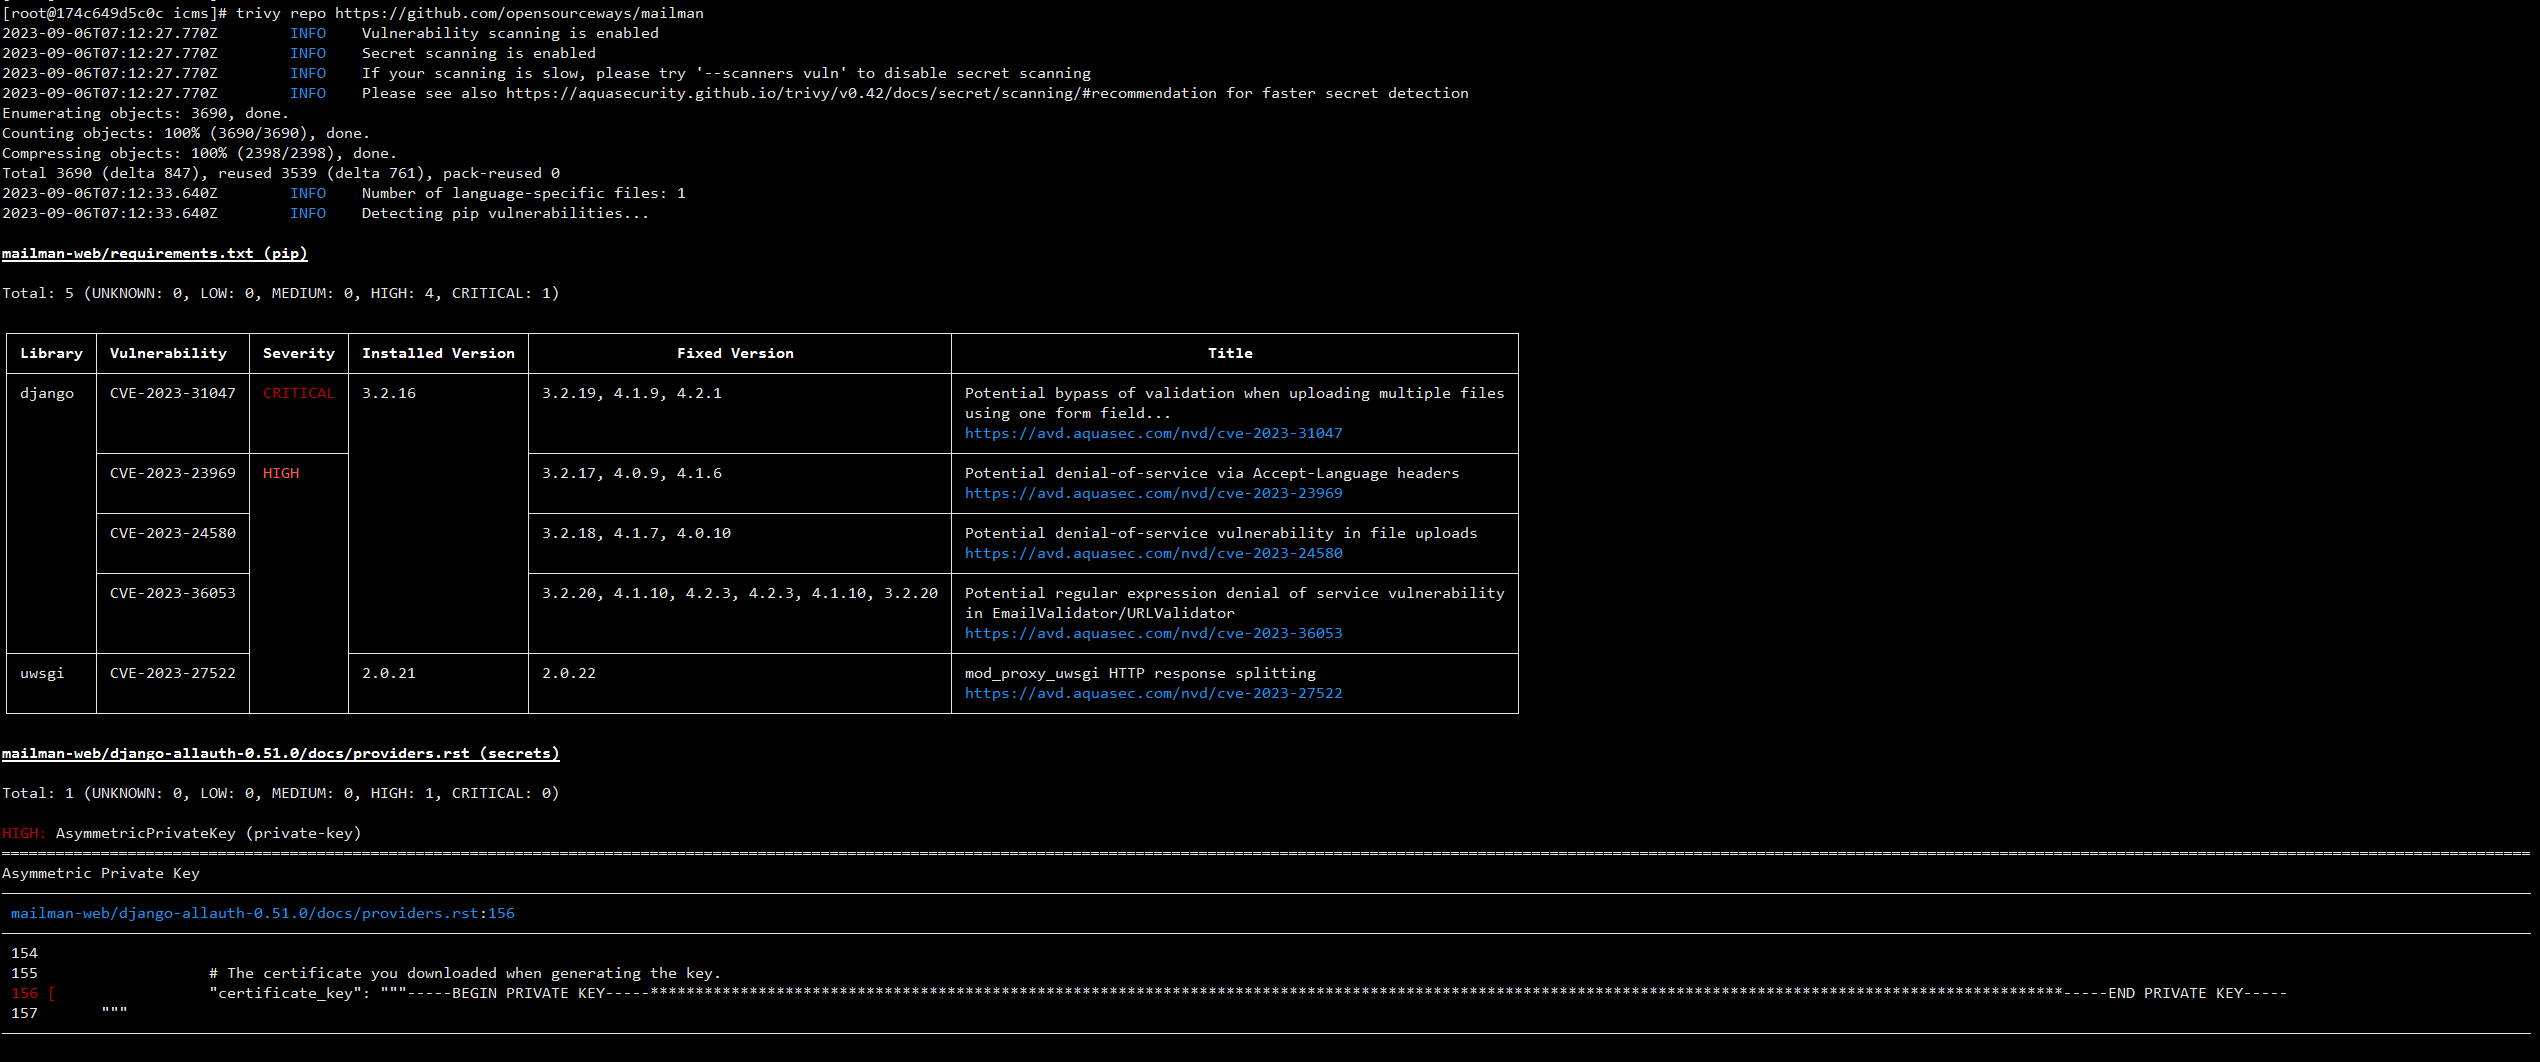 [root@174c649d5c0c icms]# trivy repo https://github.com/opensourceways/mailman
2023-09-06T07:12:27.770Z INFO Vulnerability scanning is enabled
2023-09-06T07:12:27.770Z INFO Secret scanning is enabled
2023-09-06T07:12:27.770Z INFO If your scanning is slow, please try '--scanners vuln' to disable secret scanning
2023-09-06T07:12:27.770Z INFO Please see also https://aquasecurity.github.io/trivy/v0.42/docs/secret/scanning/#recommendation for faster secret detection
Enumerating objects: 3690, done.
Counting objects: 100% (3690/3690), done.
Compressing objects: 100% (2398/2398), done.
Total 3690 (delta 847), reused 3539 (delta 761), pack-reused 0
2023-09-06T07:12:33.640Z INFO Number of language-specific files: 1
2023-09-06T07:12:33.640Z INFO Detecting pip vulnerabilities...
mailman-web/requirements.txt (pip)
Total: 5 (UNKNOWN: 0, LOW: 0, MEDIUM: 0, HIGH: 4, CRITICAL: 1)
Library Vulnerability Severity Installed Version Fixed Version Title
django CVE-2023-31047 CRITICAL 3.2.16 3.2.19, 4.1.9, 4.2.1 Potential bypass of validation when uploading multiple files
using one form field...
https://avd.aquasec.com/nvd/cve-2023-31047
CVE-2023-23969 HIGH 3.2.17, 4.0.9, 4.1.6 Potential denial-of-service via Accept-Language headers
https://avd.aquasec.com/nvd/cve-2023-23969
CVE-2023-24580 3.2.18, 4.1.7, 4.0.10 Potential denial-of-service vulnerability in file uploads
https://avd.aquasec.com/nvd/cve-2023-24580
CVE-2023-36053 3.2.20, 4.1.10, 4.2.3, 4.2.3, 4.1.10, 3.2.20 Potential regular expression denial of service vulnerability
in EmailValidator/URLValidator
https://avd.aquasec.com/nvd/cve-2023-36053
uwsgi CVE-2023-27522 2.0.21 2.0.22 mod_proxy_uwsgi HTTP response splitting
https://avd.aquasec.com/nvd/cve-2023-27522
mailman-web/django-allauth-0.51.0/docs/providers.rst (secrets)
Total: 1 (UNKNOWN: 0, LOW: 0, MEDIUM: 0, HIGH: 1, CRITICAL: 0)
HIGH: AsymmetricPrivateKey (private-key)
Asymmetric Private Key
mailman-web/django-allauth-0.51.0/docs/providers.rst:156
154
155 # The certificate you downloaded when generating the key.
156 [ "certificate_key": """-----BEGIN PRIVATE KEY-----*************************************************************************************************************************************************************-----END PRIVATE KEY-----
157 """